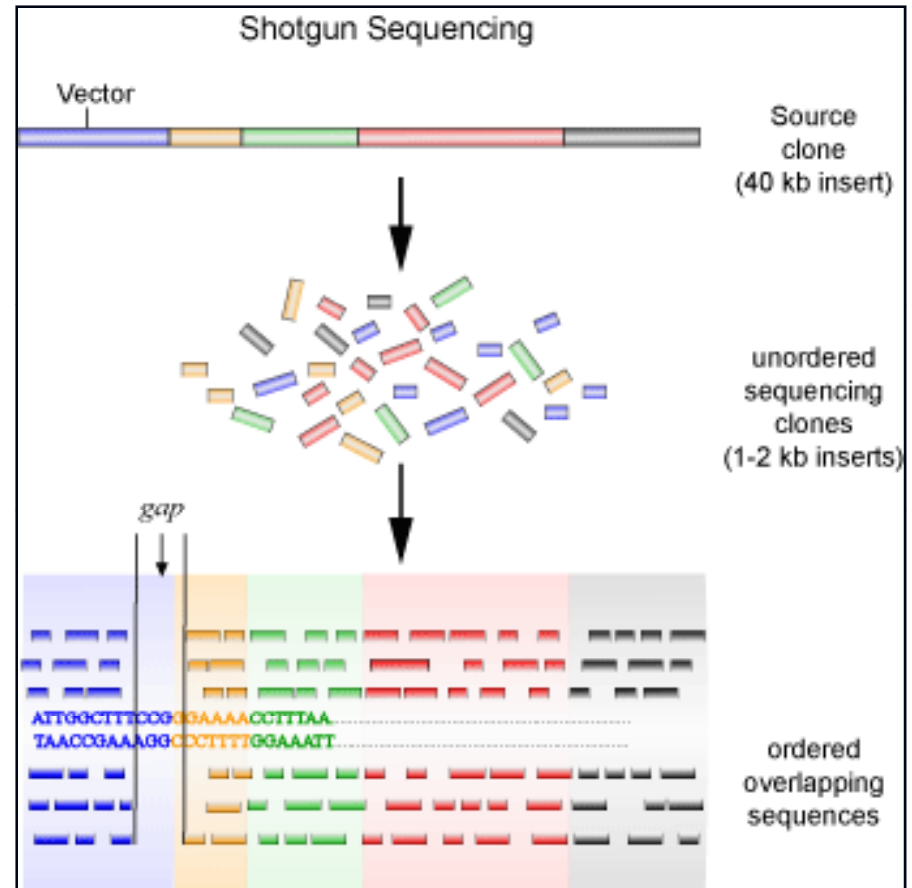 Shotgun Sequencing
Vector
Source
clone
(40 kb insert)
unordered
sequencing
clones
(1-2 kb inserts)
gap
ATTGGCTTTCCGGGAAAACCTTTAA
TAACCGAAAGGCCCTTTTGGAAATT
ordered
overlapping
sequences